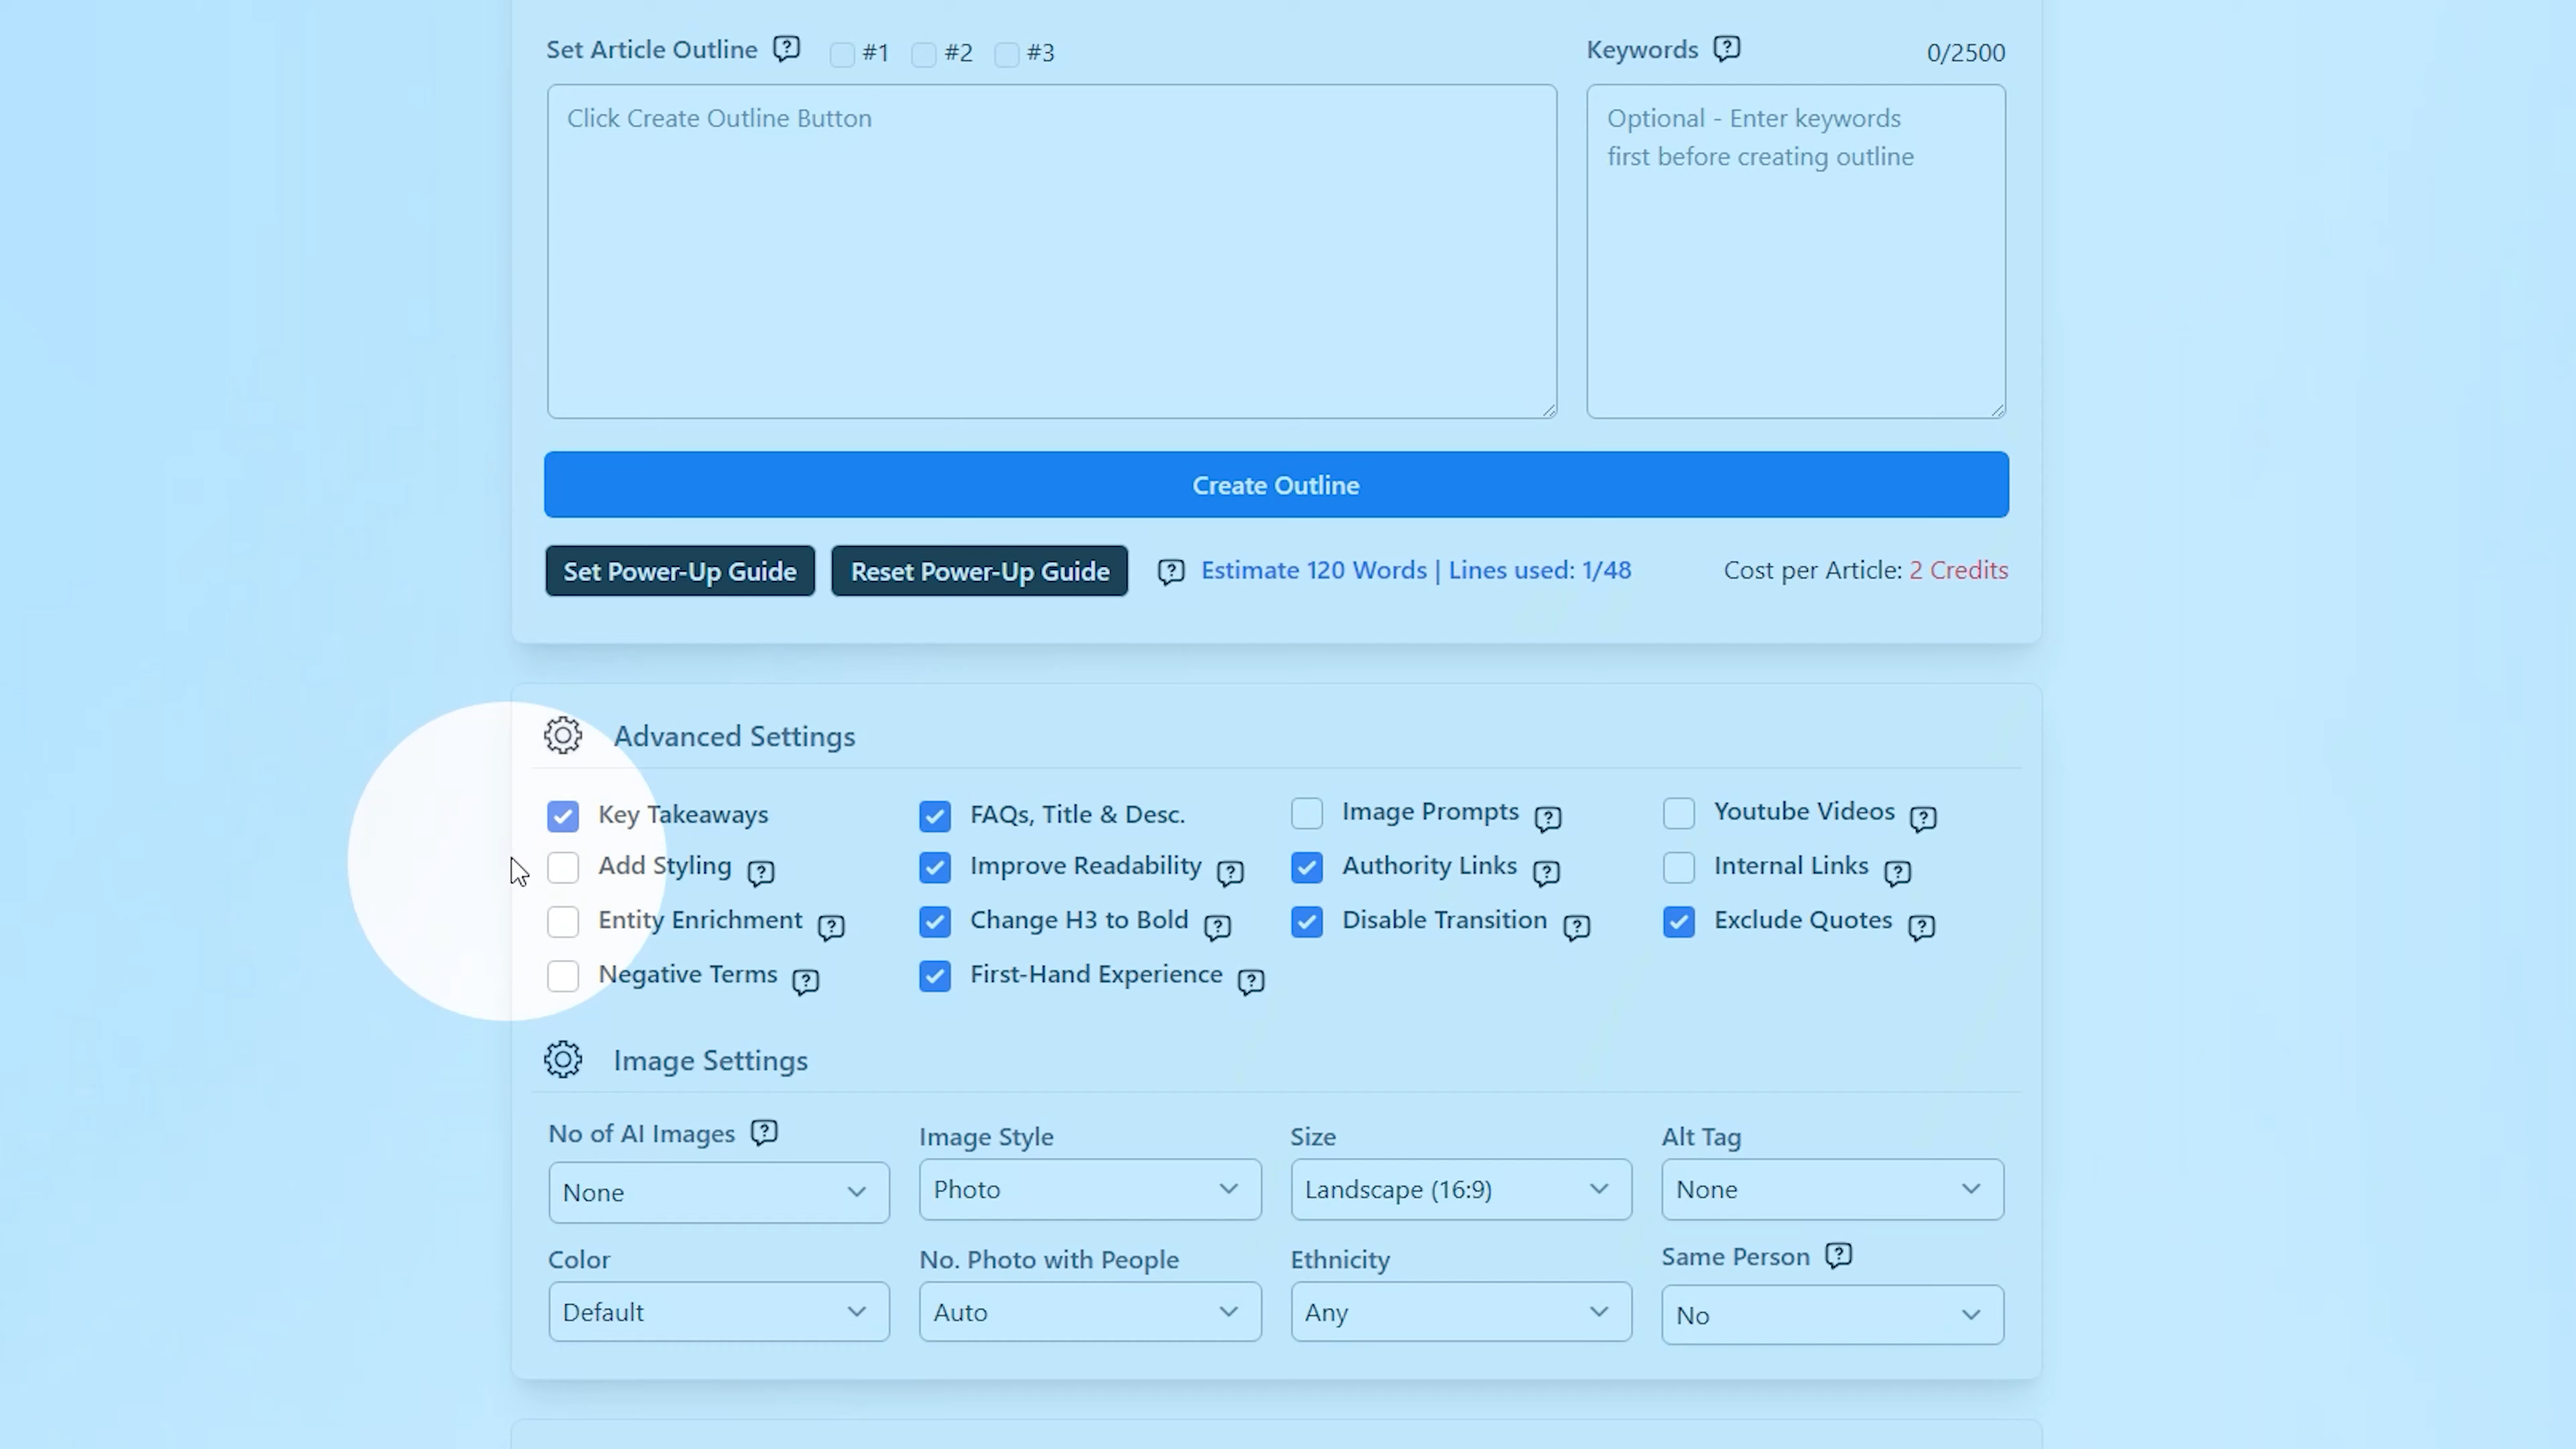 Set Article Outline #1 #2 #3 Keywords 0/2500
Click Create Outline Button
Optional - Enter keywords
first before creating outline
Create Outline
Set Power-Up Guide Reset Power-Up Guide Estimate 120 Words | Lines used: 1/48 Cost per Article: 2 Credits
Advanced Settings
Key Takeaways FAQs, Title & Desc. Image Prompts Youtube Videos
Add Styling Improve Readability Authority Links Internal Links
Entity Enrichment Change H3 to Bold Disable Transition Exclude Quotes
Negative Terms First-Hand Experience
Image Settings
No of AI Images Image Style Size Alt Tag
None Photo Landscape (16:9) None
Color No. Photo with People Ethnicity Same Person
Default Auto Any No